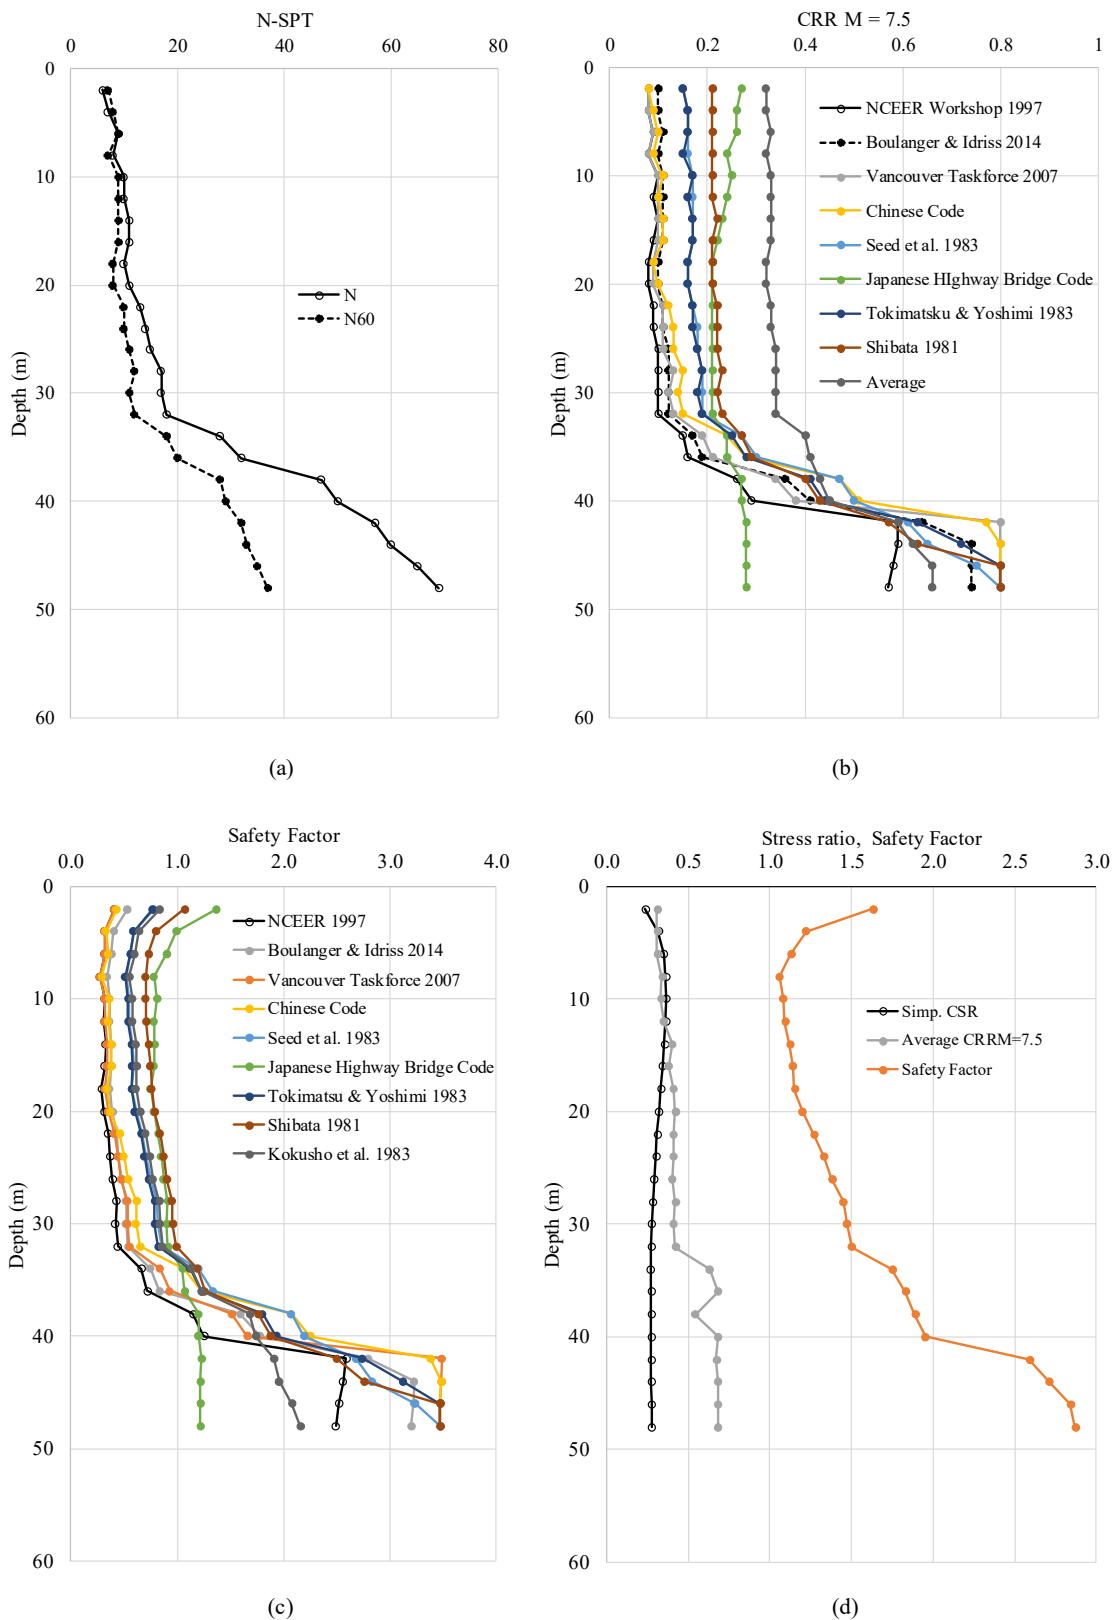 N-SPT
0 20 40 60 80
0
10
20
30
40
50
60
Depth (m)
N
N60
(a)
CRR M = 7.5
0 0.2 0.4 0.6 0.8 1
0
10
20
30
40
50
60
Depth (m)
NCEER Workshop 1997
Boulanger & Idriss 2014
Vancouver Taskforce 2007
Chinese Code
Seed et al. 1983
Japanese HIghway Bridge Code
Tokimatsku & Yoshimi 1983
Shibata 1981
Average
(b)
Safety Factor
0.0 1.0 2.0 3.0 4.0
0
10
20
30
40
50
60
Depth (m)
NCEER 1997
Boulanger & Idriss 2014
Vancouver Taskforce 2007
Chinese Code
Seed et al. 1983
Japanese Highway Bridge Code
Tokimatsu & Yoshimi 1983
Shibata 1981
Kokusho et al. 1983
(c)
Stress ratio, Safety Factor
0.0 0.5 1.0 1.5 2.0 2.5 3.0
0
10
20
30
40
50
60
Depth (m)
Simp. CSR
Average CRRM=7.5
Safety Factor
(d)